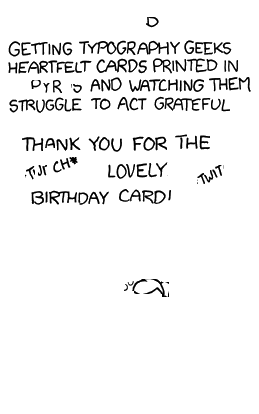 GETTING TYPOGRAPHY GEEKS
HEARTFELT CARDS PRINTED IN
AND WATCHING THEM
STRUGGLE TO ACT GRATEFUL
THANK YOU FOR THE
LOVELY
BIRTHDAY CARD!